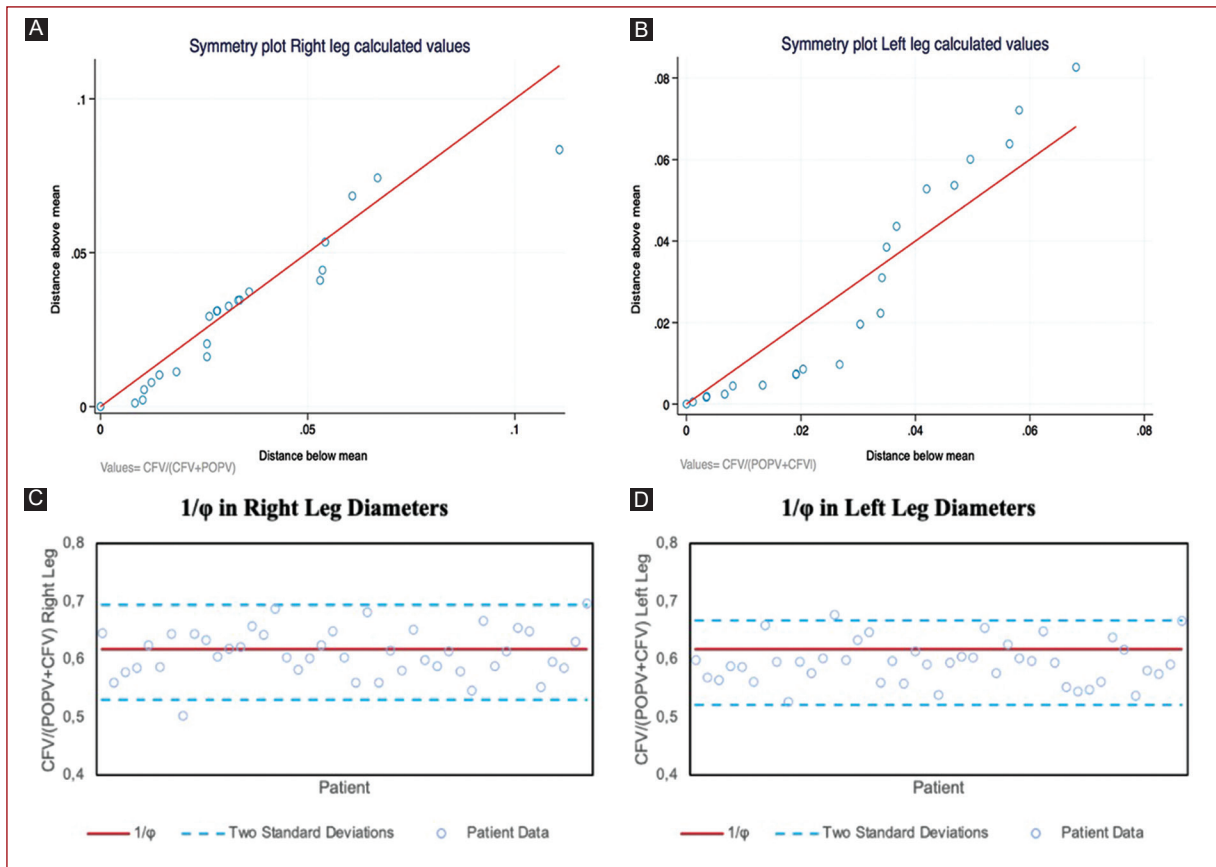 A
Symmetry plot Right leg calculated values
.1
.05
0
Distance above mean
0
.05
.1
Distance below mean
Values= CFV/(CFV+POPV)
B
Symmetry plot Left leg calculated values
.08
.06
.04
.02
0
Distance above mean
0
.02
.04
.06
.08
Distance below mean
Values= CFV/(POPV+CFVl)
C
1/φ in Right Leg Diameters
0,8
0,7
0,6
0,5
0,4
CFV/(POPV+CFV) Right Leg
Patient
1/φ
Two Standard Deviations
Patient Data
D
1/φ in Left Leg Diameters
0,8
0,7
0,6
0,5
0,4
CFV/(POPV+CFV) Left Leg
Patient
1/φ
Two Standard Deviations
Patient Data